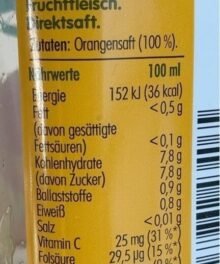 Fruchtfleisch.
Direktsaft.
Zutaten: Orangensaft (100 %).
Nährwerte 100 ml
Energie 152 kJ (36 kcal)
Fett <0,5 g
(davon gesättigte
Fettsäuren) <0,1 g
Kohlenhydrate 7,8 g
(davon Zucker) 7,8 g
Ballaststoffe 0,9 g
Eiweiß 0,8 g
Salz <0,01 g
Vitamin C 25 mg (31 %*)
Folsäure 29,5 µg (15 %*)